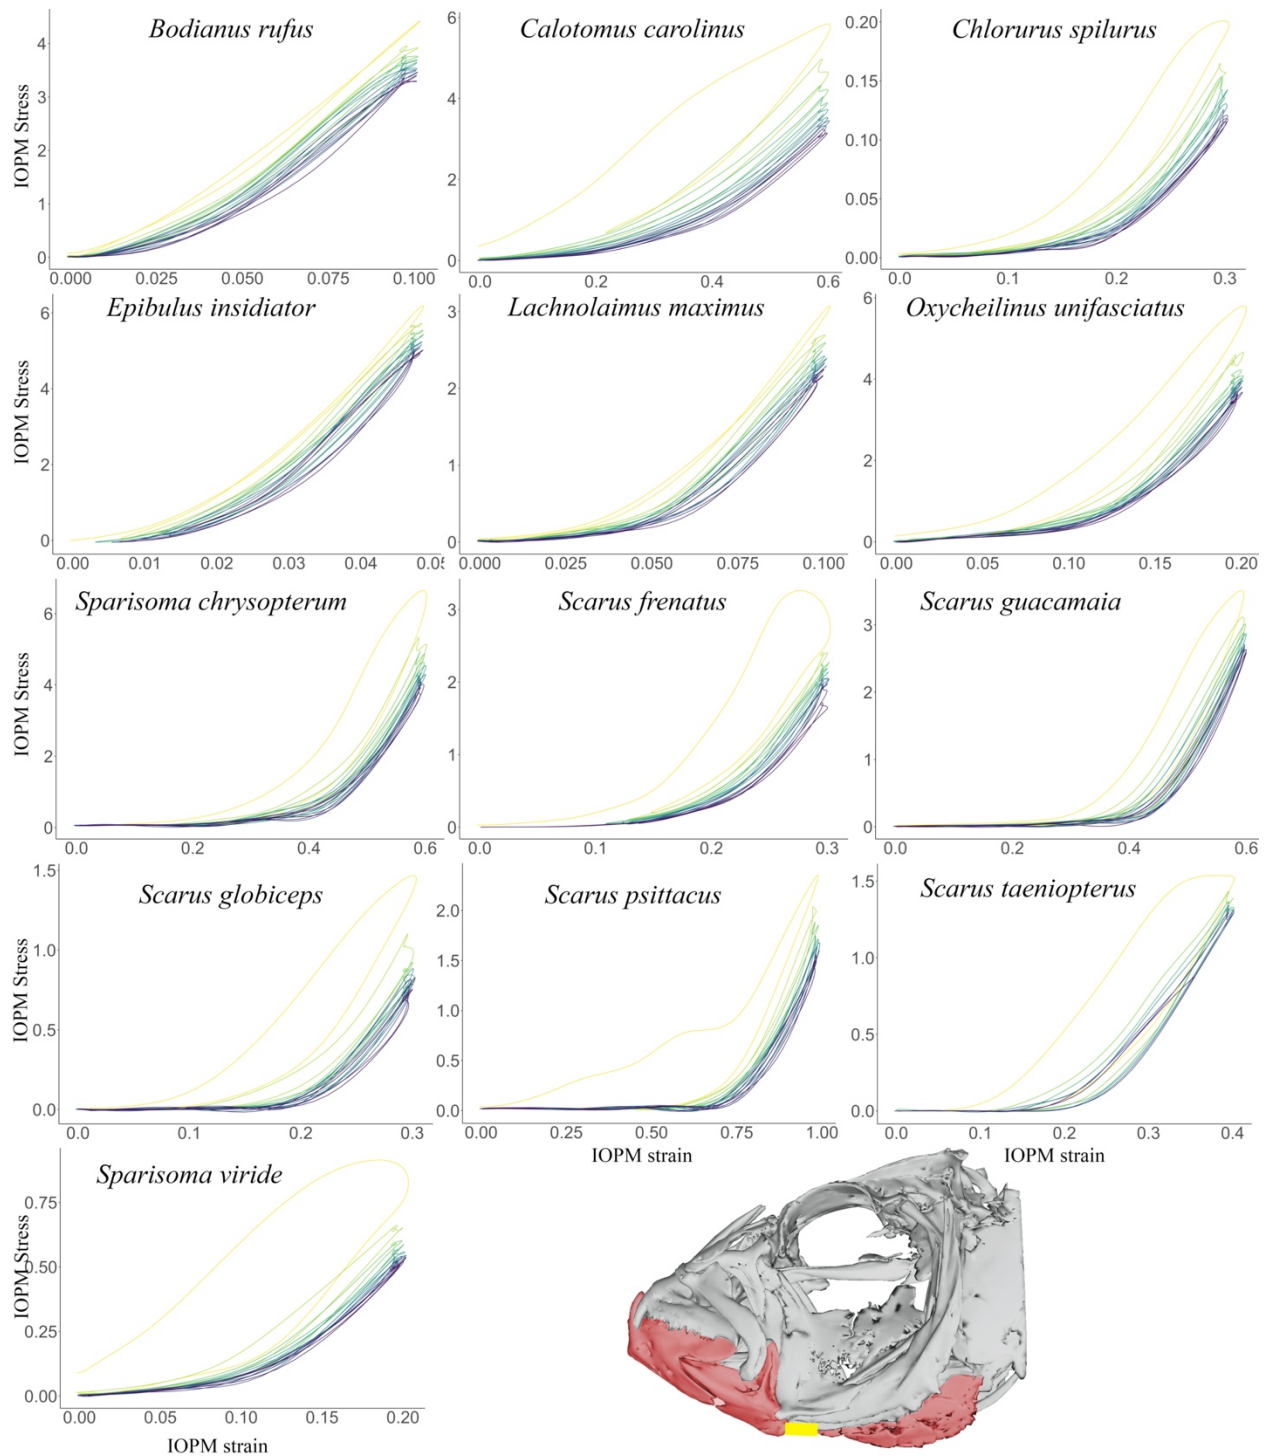 Bodianus rufus
Calotomus carolinus
Chlorurus spilurus
IOPM Stress
4
3
2
1
0
0.000 0.025 0.050 0.075 0.100
6
4
2
0
0.0 0.2 0.4 0.6
0.20
0.15
0.10
0.05
0.00
0.0 0.1 0.2 0.3
Epibulus insidiator
Lachnolaimus maximus
Oxycheilinus unifasciatus
IOPM Stress
6
4
2
0
0.00 0.01 0.02 0.03 0.04 0.05
3
2
1
0
0.000 0.025 0.050 0.075 0.100
6
4
2
0
0.00 0.05 0.10 0.15 0.20
Sparisoma chrysopterum
Scarus frenatus
Scarus guacamaia
IOPM Stress
6
4
2
0
0.0 0.2 0.4 0.6
3
2
1
0
0.0 0.1 0.2 0.3
3
2
1
0
0.0 0.2 0.4 0.6
Scarus globiceps
Scarus psittacus
Scarus taeniopterus
IOPM Stress
1.5
1.0
0.5
0.0
0.0 0.1 0.2 0.3
2.0
1.5
1.0
0.5
0.0
0.00 0.25 0.50 0.75 1.00
IOPM strain
1.5
1.0
0.5
0.0
0.0 0.1 0.2 0.3 0.4
IOPM strain
Sparisoma viride
IOPM Stress
0.75
0.50
0.25
0.00
0.00 0.05 0.10 0.15 0.20
IOPM strain